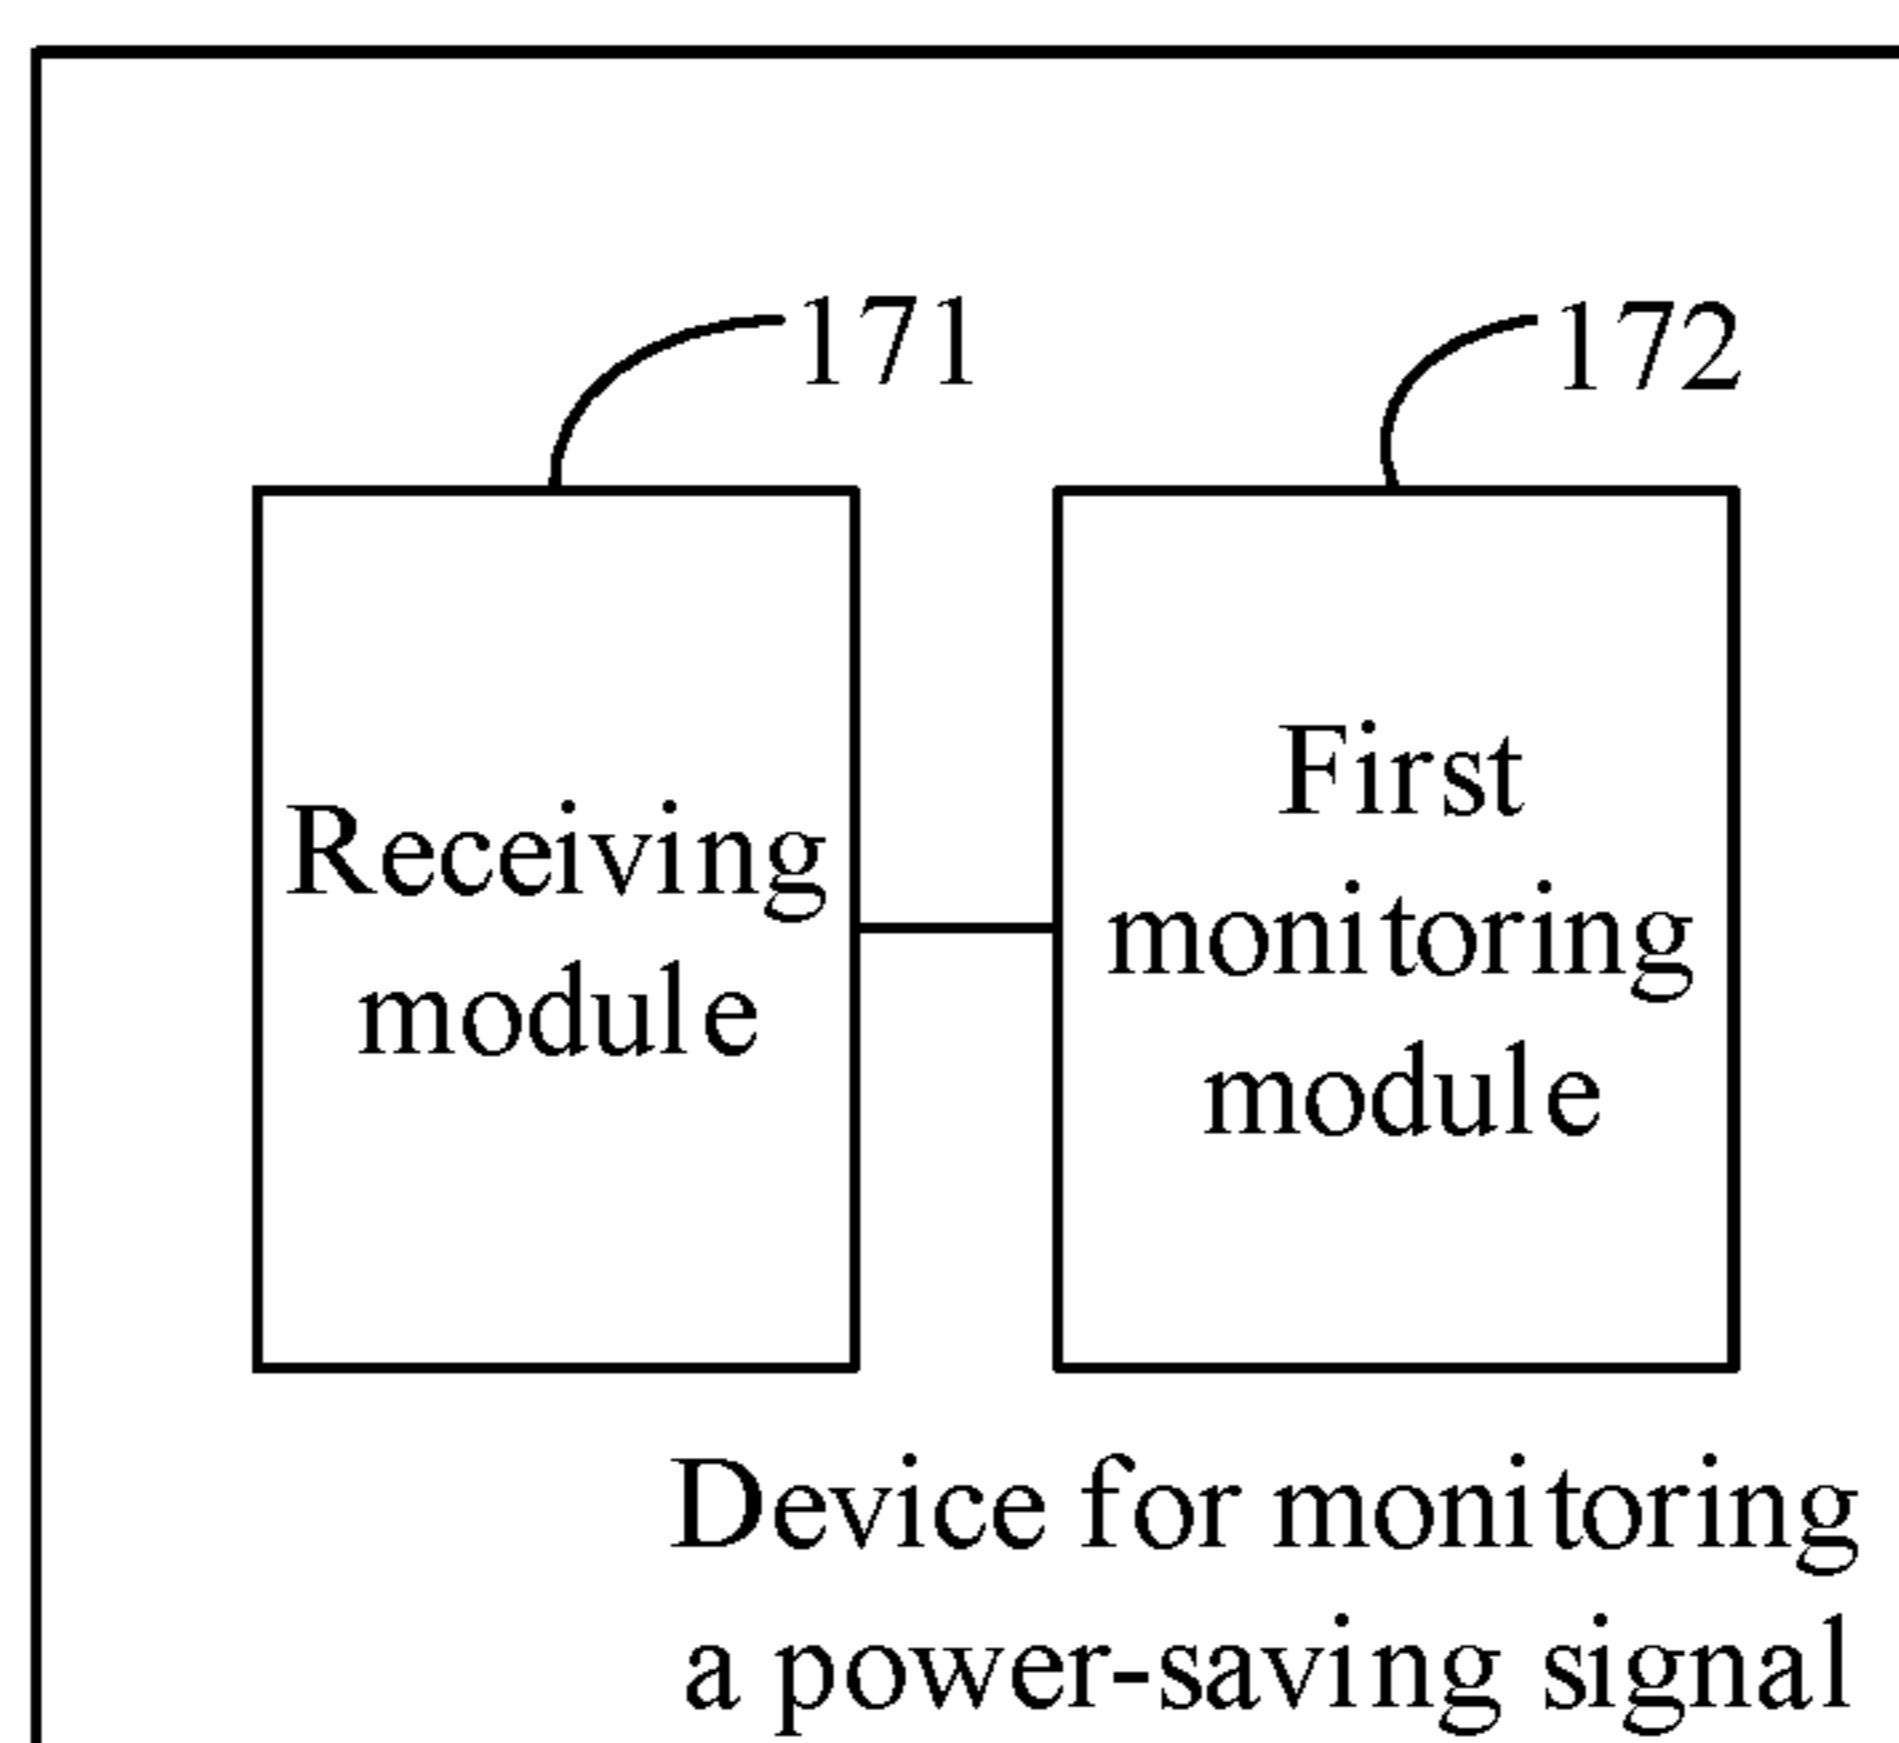 171
172
Receiving
module
First
monitoring
module
Device for monitoring
a power-saving signal